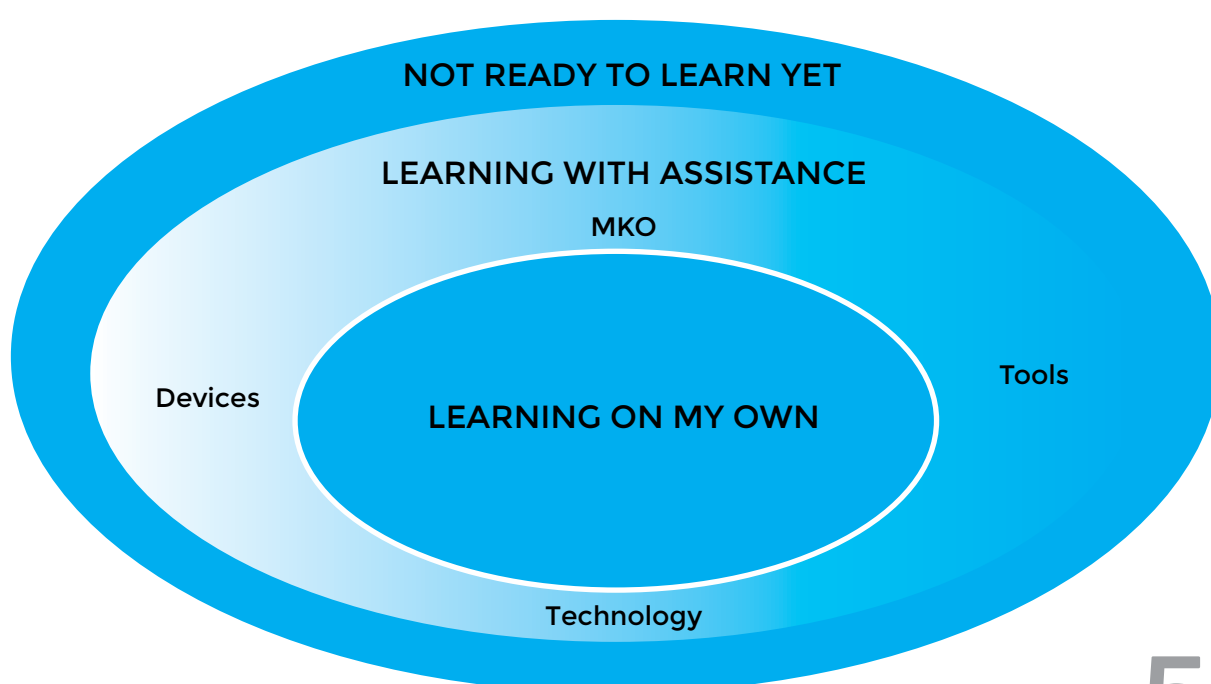 NOT READY TO LEARN YET
LEARNING WITH ASSISTANCE
MKO
Devices
Tools
LEARNING ON MY OWN
Technology